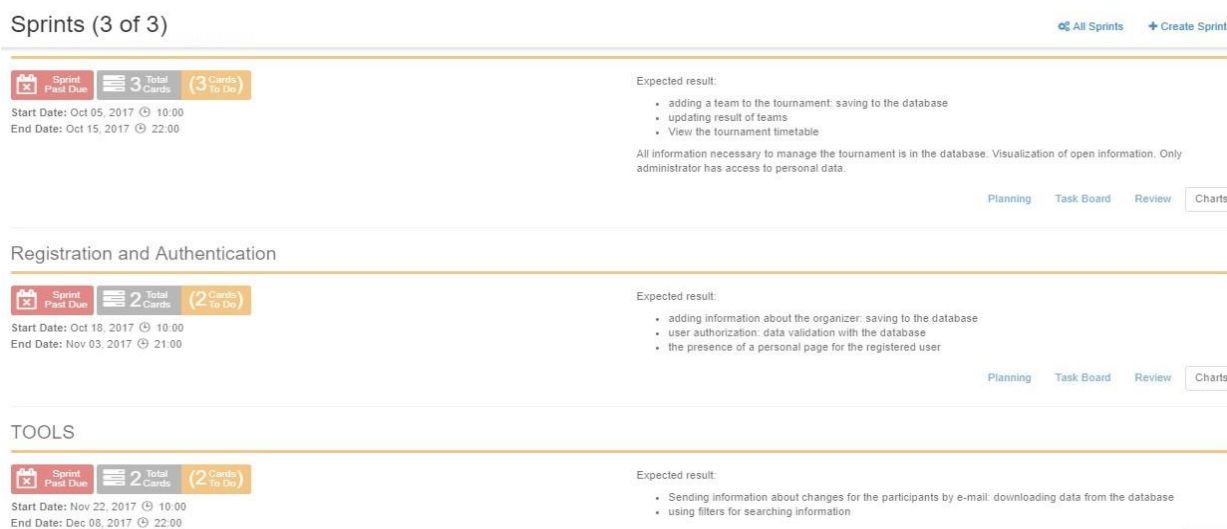 Sprints (3 of 3)
All Sprints
Create Sprint
Sprint Past Due
3 Total Cards
(3 Cards To Do)
Start Date: Oct 05, 2017 10:00
End Date: Oct 15, 2017 22:00
Expected result:
• adding a team to the tournament: saving to the database
• updating result of teams
• View the tournament timetable
All information necessary to manage the tournament is in the database. Visualization of open information. Only
administrator has access to personal data.
Planning Task Board Review Charts
Registration and Authentication
Sprint Past Due
2 Total Cards
(2 Cards To Do)
Start Date: Oct 18, 2017 10:00
End Date: Nov 03, 2017 21:00
Expected result:
• adding information about the organizer: saving to the database
• user authorization: data validation with the database
• the presence of a personal page for the registered user
Planning Task Board Review Charts
TOOLS
Sprint Past Due
2 Total Cards
(2 Cards To Do)
Start Date: Nov 22, 2017 10:00
End Date: Dec 08, 2017 22:00
Expected result:
• Sending information about changes for the participants by e-mail: downloading data from the database
• using filters for searching information